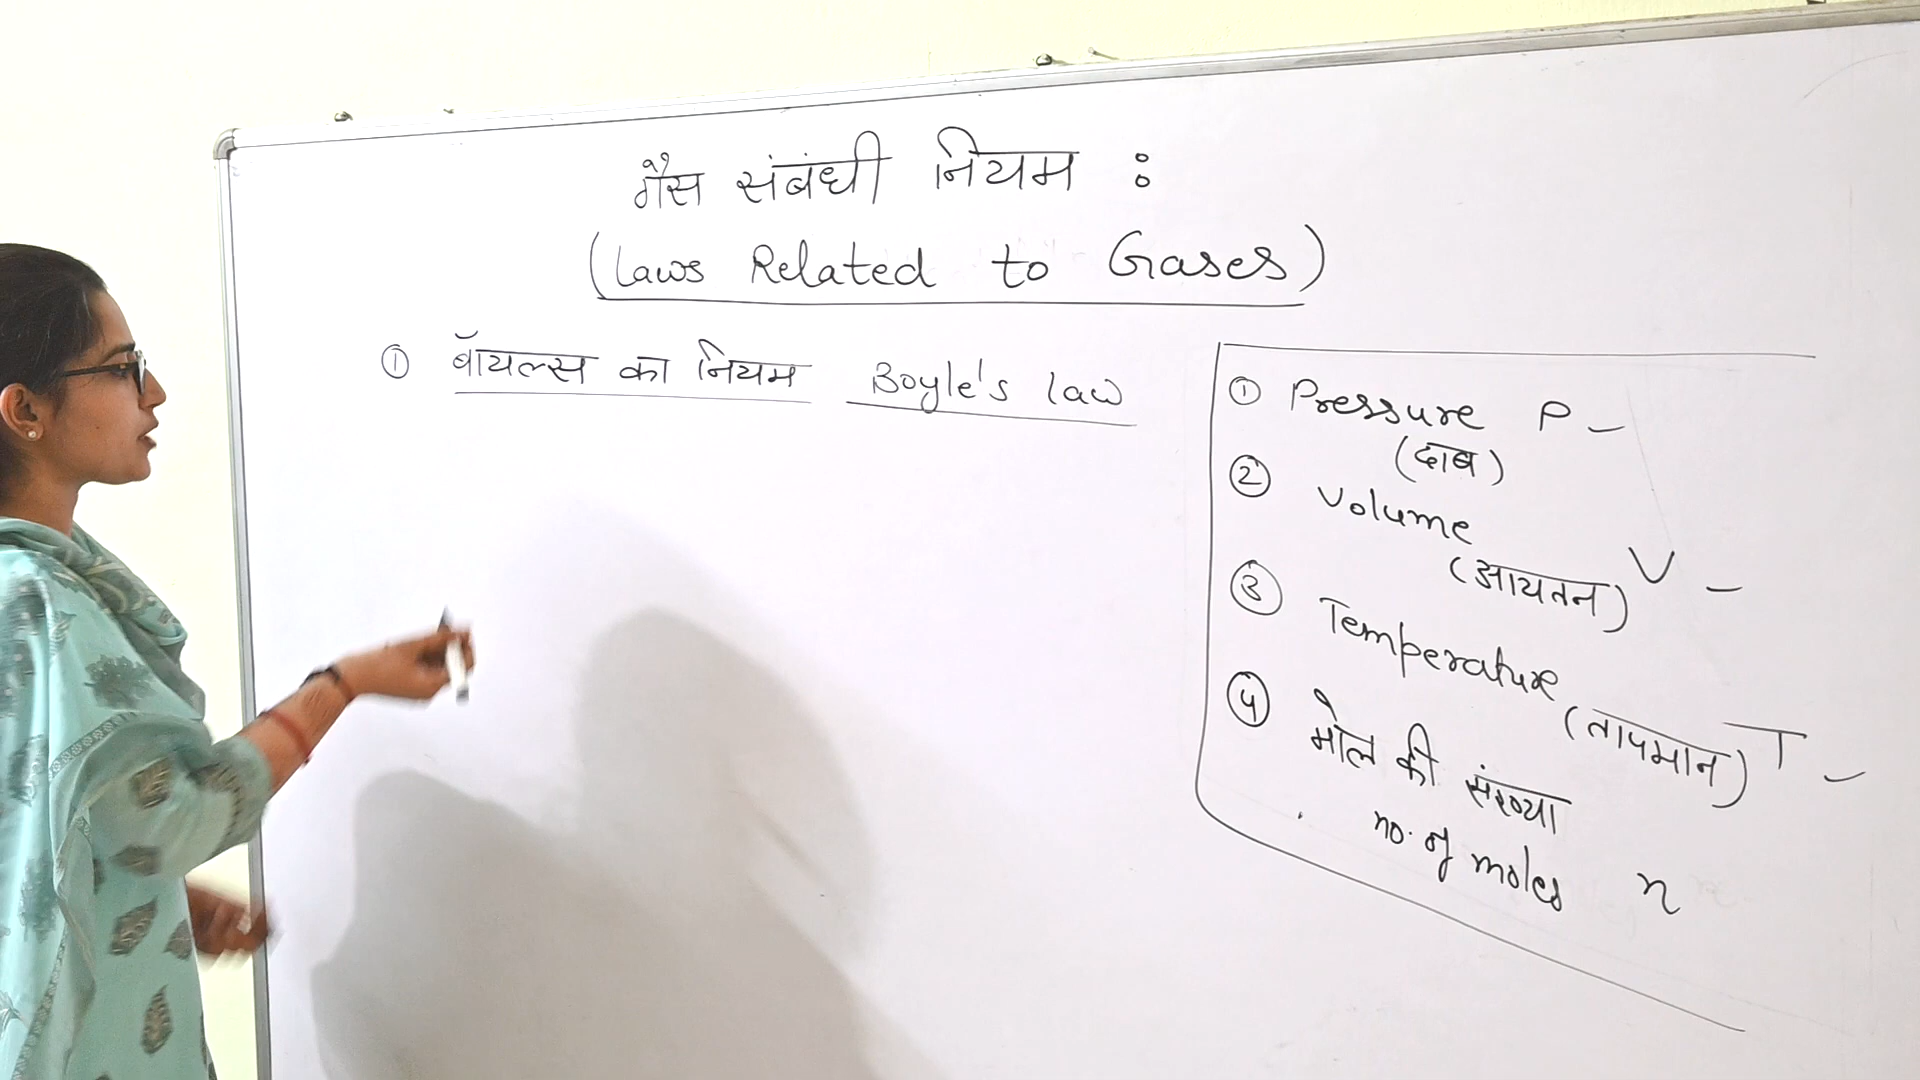 गैस संबंधी नियम :
(Laws Related to Gases)
① बॉयल्स का नियम Boyle's law
① Pressure P –
(दाब)
② Volume
(आयतन) V –
③ Temperature
(तापमान) T –
④ मोल की संख्या
no. of moles n